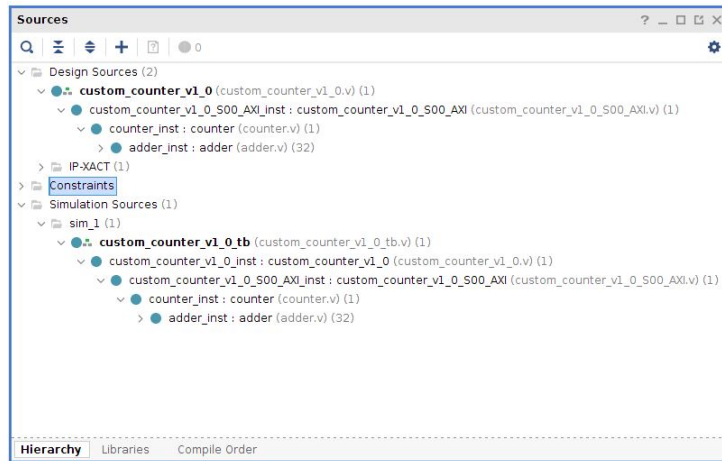 Sources
0
Design Sources (2)
custom_counter_v1_0 (custom_counter_v1_0.v) (1)
custom_counter_v1_0_S00_AXI_inst : custom_counter_v1_0_S00_AXI (custom_counter_v1_0_S00_AXI.v) (1)
counter_inst : counter (counter.v) (1)
adder_inst : adder (adder.v) (32)
IP-XACT (1)
Constraints
Simulation Sources (1)
sim_1 (1)
custom_counter_v1_0_tb (custom_counter_v1_0_tb.v) (1)
custom_counter_v1_0_inst : custom_counter_v1_0 (custom_counter_v1_0.v) (1)
custom_counter_v1_0_S00_AXI_inst : custom_counter_v1_0_S00_AXI (custom_counter_v1_0_S00_AXI.v) (1)
counter_inst : counter (counter.v) (1)
adder_inst : adder (adder.v) (32)
Hierarchy Libraries Compile Order